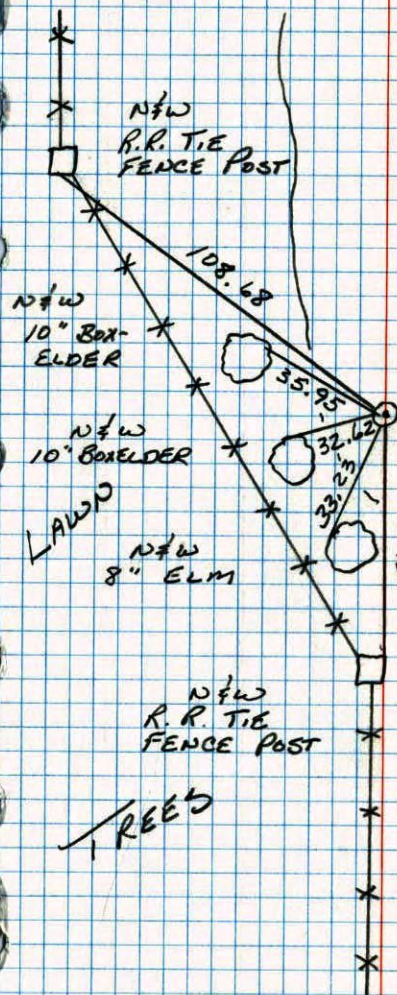 N&W
R.R. TIE
FENCE POST
108.68
N&W
10" BOX-
ELDER
35.95
N&W
10" BOXELDER
32.62
33.23
LAWN
N&W
8" ELM
N&W
R.R. TIE
FENCE POST
TREES